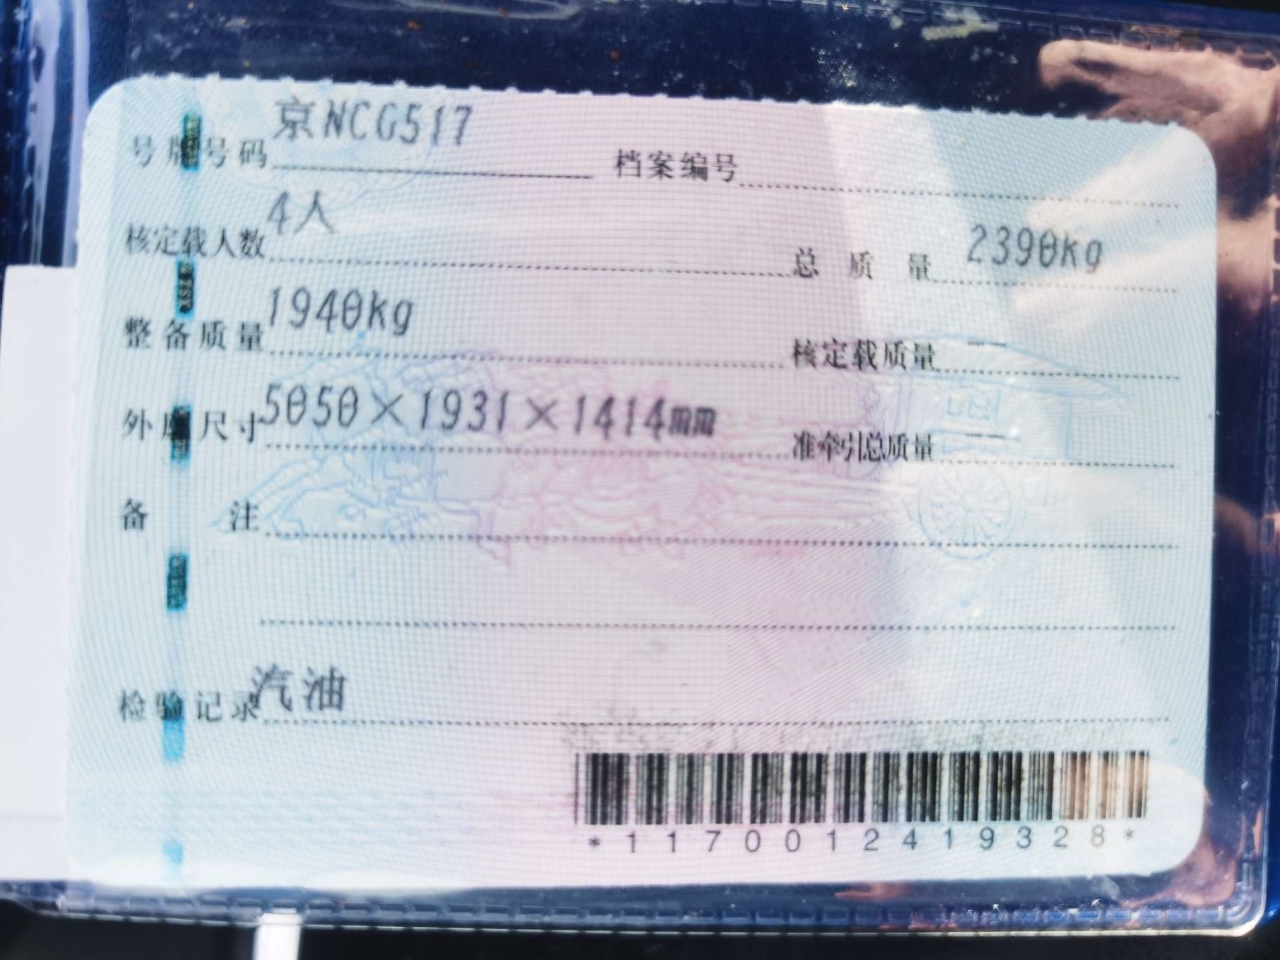 号牌号码 京NCG517 档案编号
核定载人数 4人 总质量 2390kg
整备质量 1940kg 核定载质量 --
外廓尺寸 5050×1931×1414mm 准牵引总质量 --
备注
检验记录 汽油
*1170012419328*